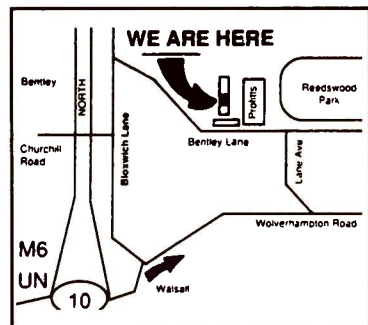 WE ARE HERE
Bentley
NORTH
Bloxwich Lane
Churchill
Road
Prohits
Reedswood
Park
Bentley Lane
Lane Ave
Wolverhampton Road
M6
UN
10
Walsall